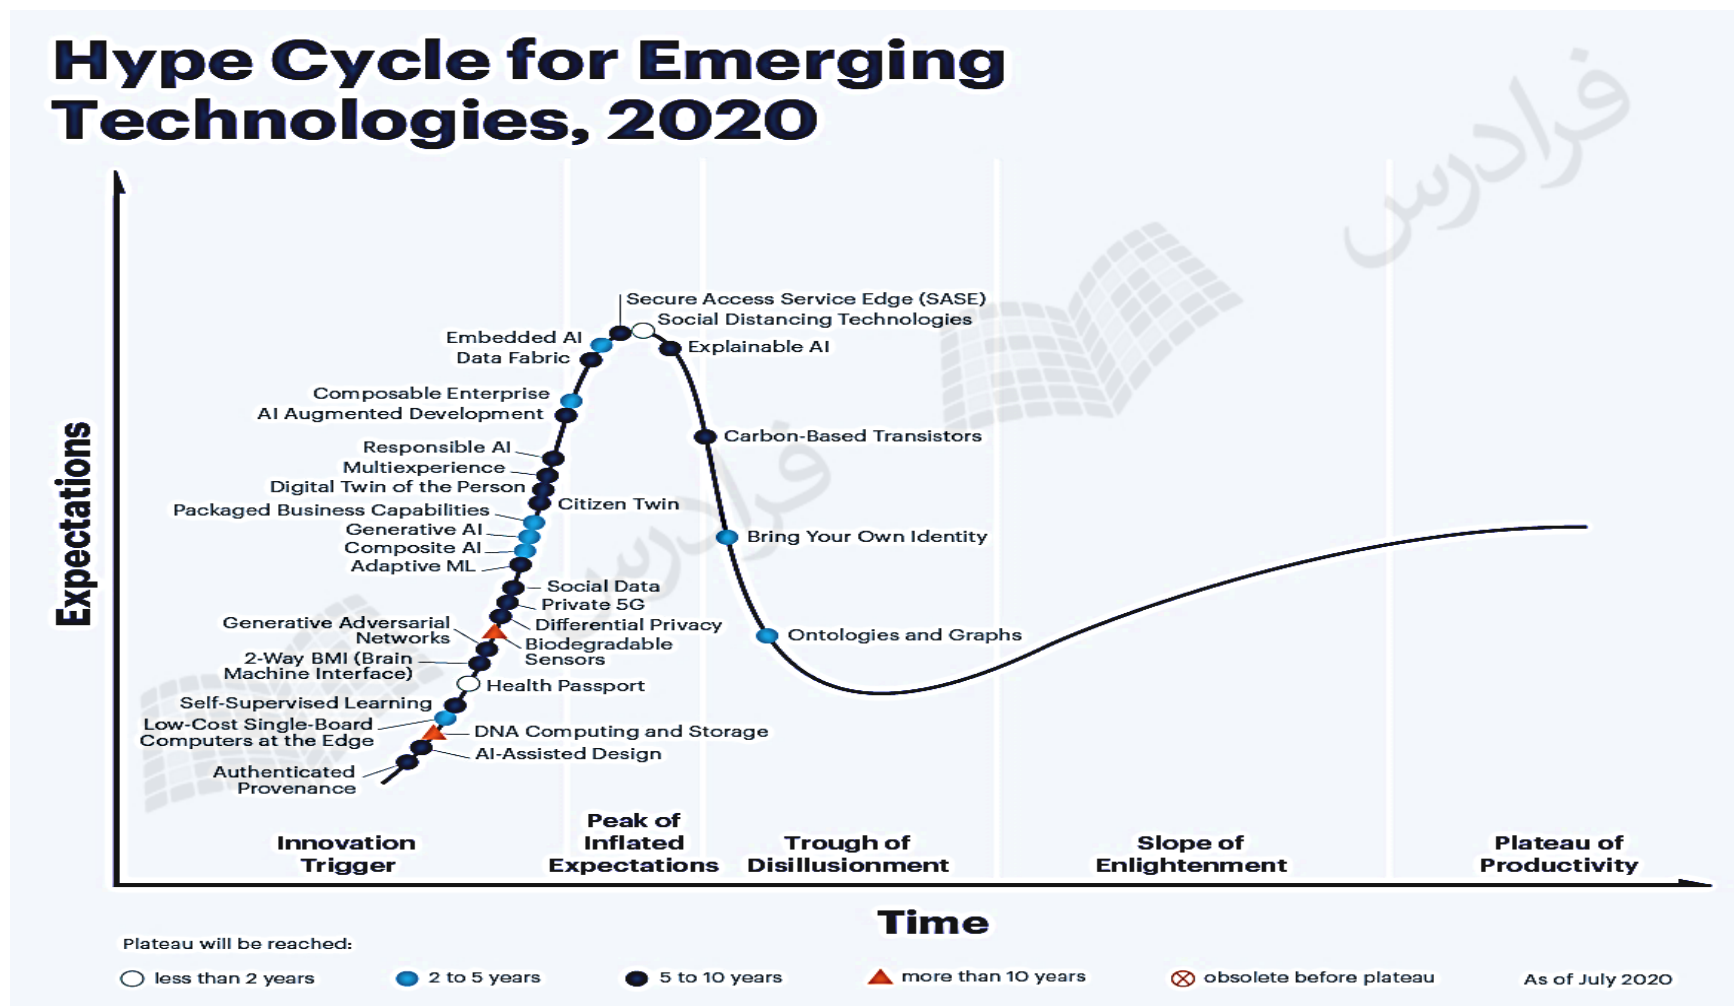 Hype Cycle for Emerging
Technologies, 2020
فرادرس
Expectations
Secure Access Service Edge (SASE)
Social Distancing Technologies
Embedded AI
Explainable AI
Data Fabric
Composable Enterprise
AI Augmented Development
Carbon-Based Transistors
Responsible AI
Multiexperience
Digital Twin of the Person
Citizen Twin
Packaged Business Capabilities
Generative AI
Bring Your Own Identity
Composite AI
Adaptive ML
فرادرس
Social Data
Private 5G
Differential Privacy
Generative Adversarial
Networks
Biodegradable
Sensors
Ontologies and Graphs
2-Way BMI (Brain
Machine Interface)
Health Passport
Self-Supervised Learning
Low-Cost Single-Board
Computers at the Edge
DNA Computing and Storage
AI-Assisted Design
Authenticated
Provenance
Innovation
Trigger
Peak of
Inflated
Expectations
Trough of
Disillusionment
Slope of
Enlightenment
Plateau of
Productivity
Time
Plateau will be reached:
less than 2 years
2 to 5 years
5 to 10 years
more than 10 years
obsolete before plateau
As of July 2020